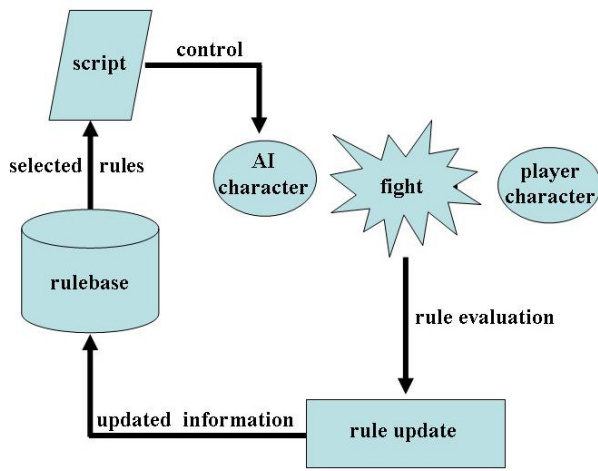 script
control
selected rules
AI
character
fight
player
character
rulebase
rule evaluation
updated information
rule update